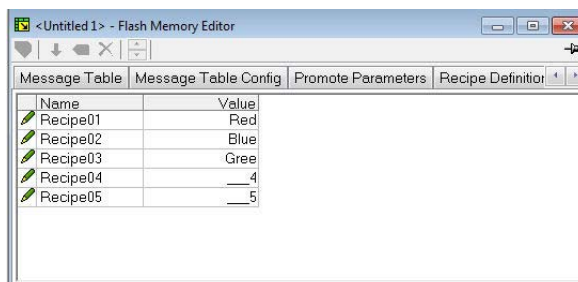 <Untitled 1> - Flash Memory Editor
Message Table Message Table Config Promote Parameters Recipe Definition
Name Value
Recipe01 Red
Recipe02 Blue
Recipe03 Gree
Recipe04 ___4
Recipe05 ___5